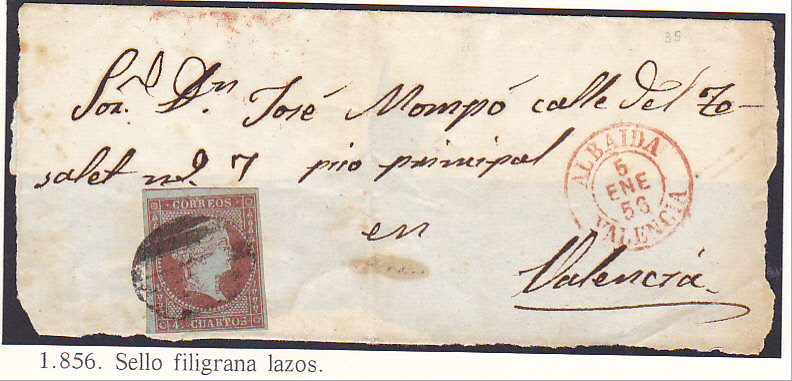 35
Sor. Dn. José Mompó calle del To-
salet nº. 7 piso principal
en
Valencia
ALBAIDA
5
ENE
56
VALENCIA
CORREOS
4 CUARTOS
1.856. Sello filigrana lazos.